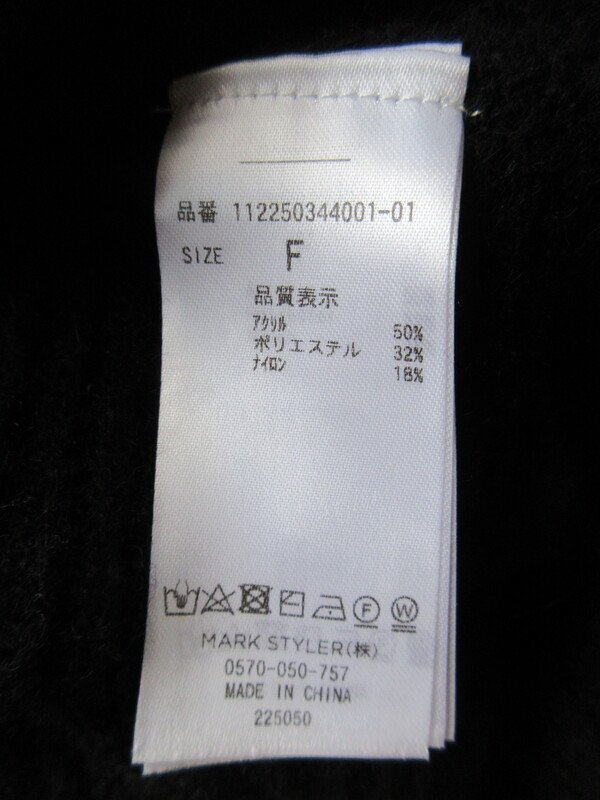 品番 112250344001-01
SIZE F
品質表示
アクリル 50%
ポリエステル 32%
ナイロン 18%
F W
MARK STYLER(株)
0570-050-757
MADE IN CHINA
225050